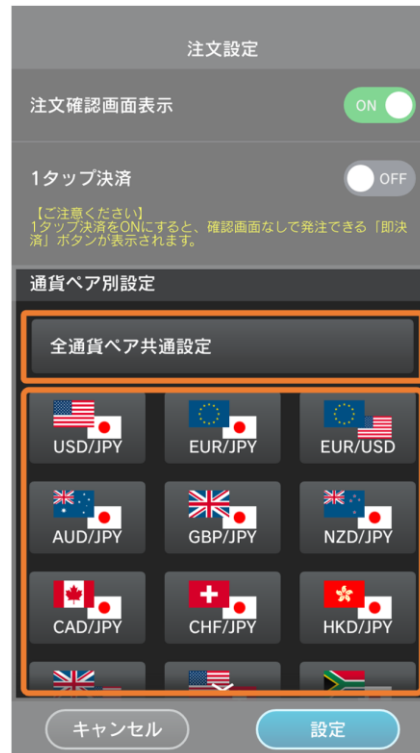 注文設定
注文確認画面表示
ON
1タップ決済
OFF
【ご注意ください】
1タップ決済をONにすると、確認画面なしで発注できる「即決
済」ボタンが表示されます。
通貨ペア別設定
全通貨ペア共通設定
USD/JPY
EUR/JPY
EUR/USD
AUD/JPY
GBP/JPY
NZD/JPY
CAD/JPY
CHF/JPY
HKD/JPY
キャンセル
設定